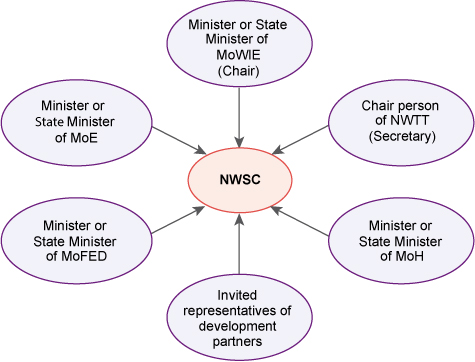 Minister or State
Minister of
MoWIE
(Chair)
Minister or
State Minister
of MoE
Chair person
of NWTT
(Secretary)
NWSC
Minister or
State Minister
of MoFED
Minister or
State Minister
of MoH
Invited
representatives of
development
partners